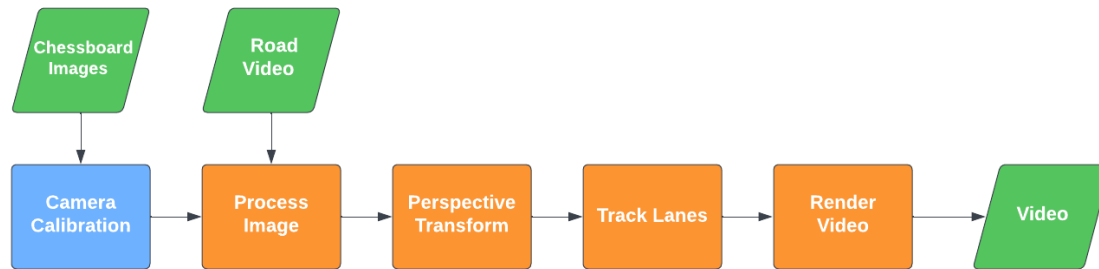 Chessboard
Images
Road
Video
Camera
Calibration
Process
Image
Perspective
Transform
Track Lanes
Render
Video
Video